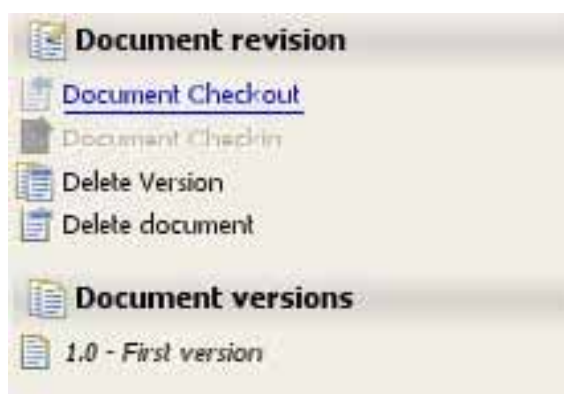 Document revision
Document Checkout
Document Checkin
Delete Version
Delete document
Document versions
1.0 - First version